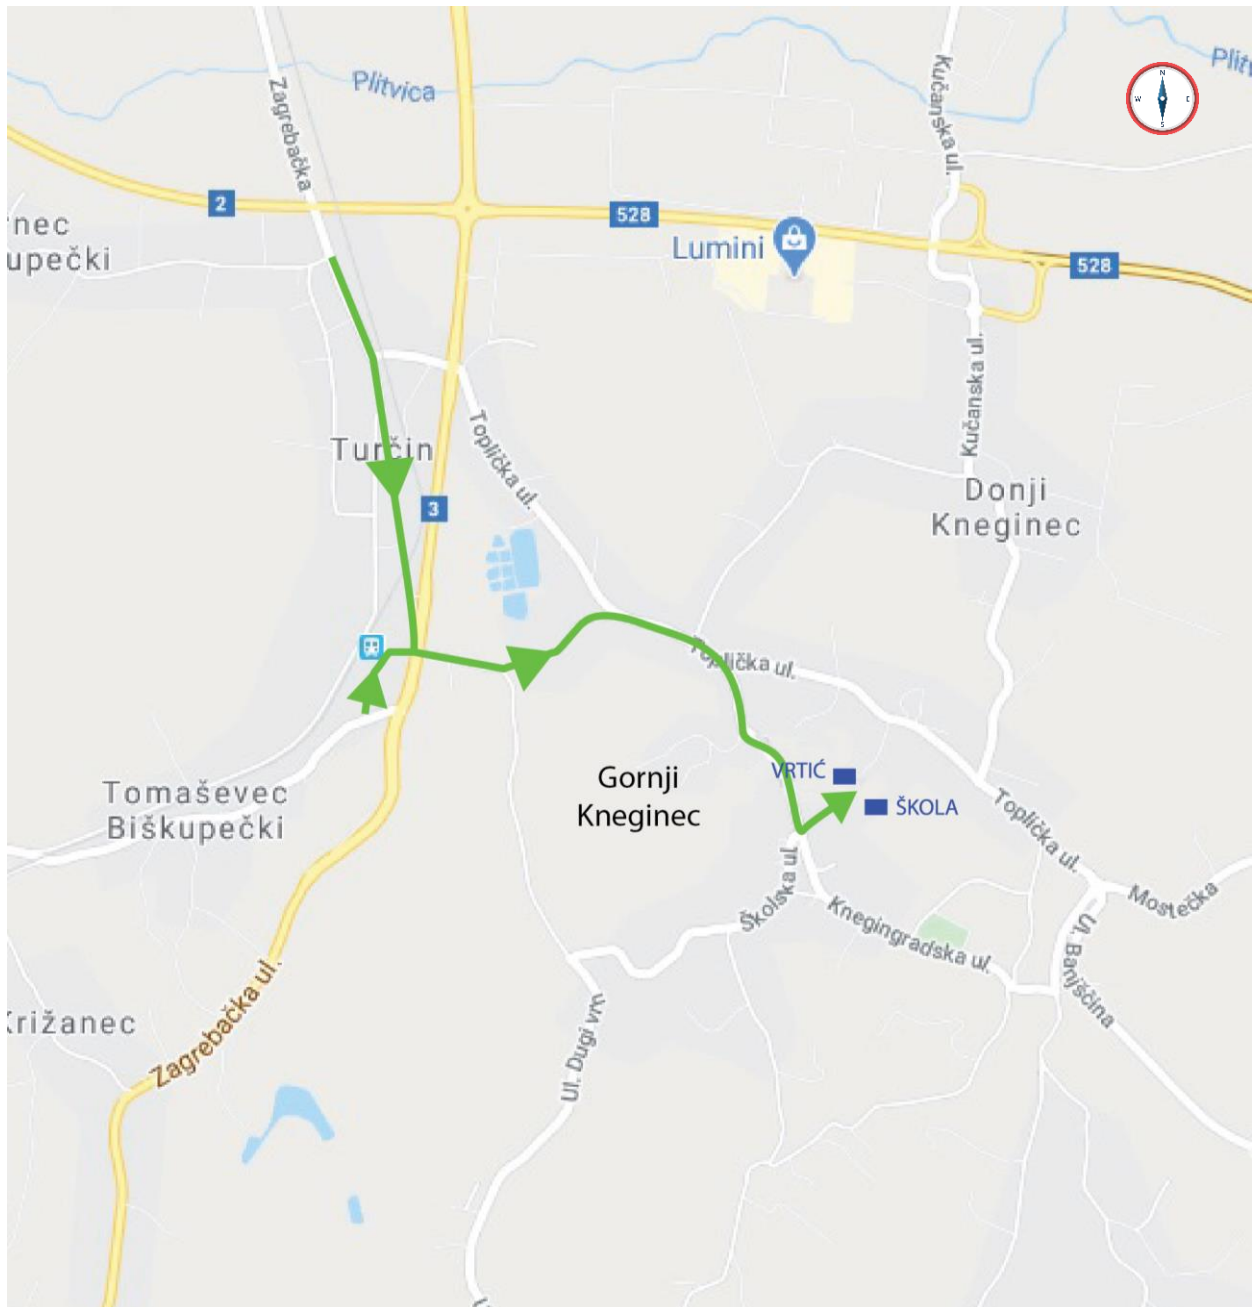 Plitvica
Plitv
Kučanska ul.
N
W
E
S
Zagrebačka
2
528
rnec
upečki
Lumini
528
Kučanska ul.
Turčin
Toplička ul.
3
Donji
Kneginec
Toplička ul.
Gornji
Kneginec
VRTIĆ
ŠKOLA
Tomaševec
Biškupečki
Toplička ul.
Školska ul.
Mostečka
Knegingradska ul.
Ul. Banjščina
Križanec
Zagrebačka ul.
Ul. Dugi vrh